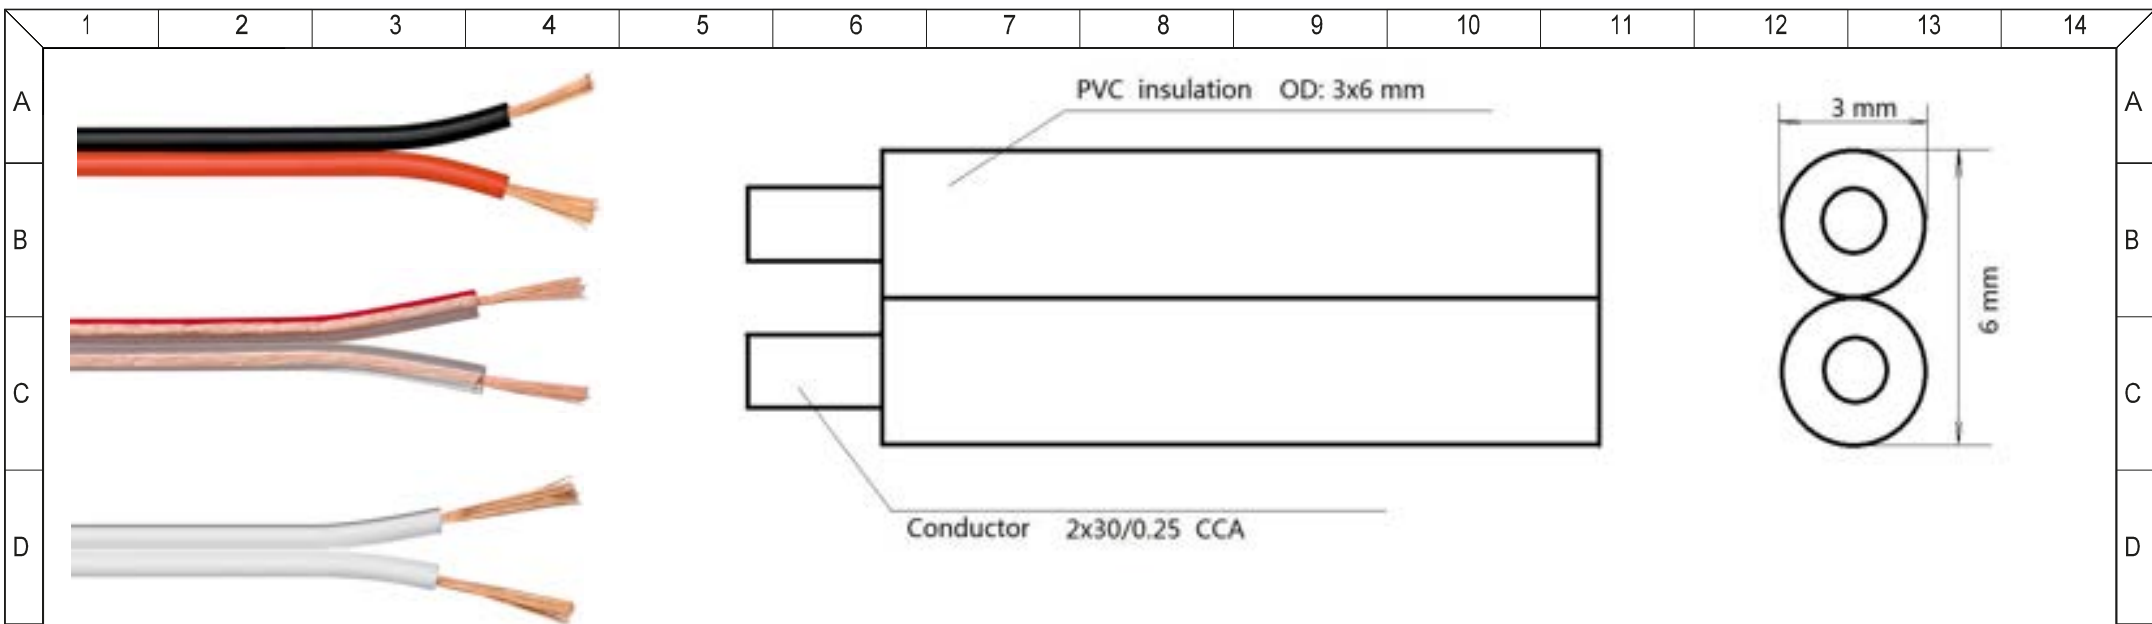 1 2 3 4 5 6 7 8 9 10 11 12 13 14
PVC insulation OD: 3x6 mm
3 mm
A A
B B
6 mm
C C
Conductor 2x30/0.25 CCA
D D